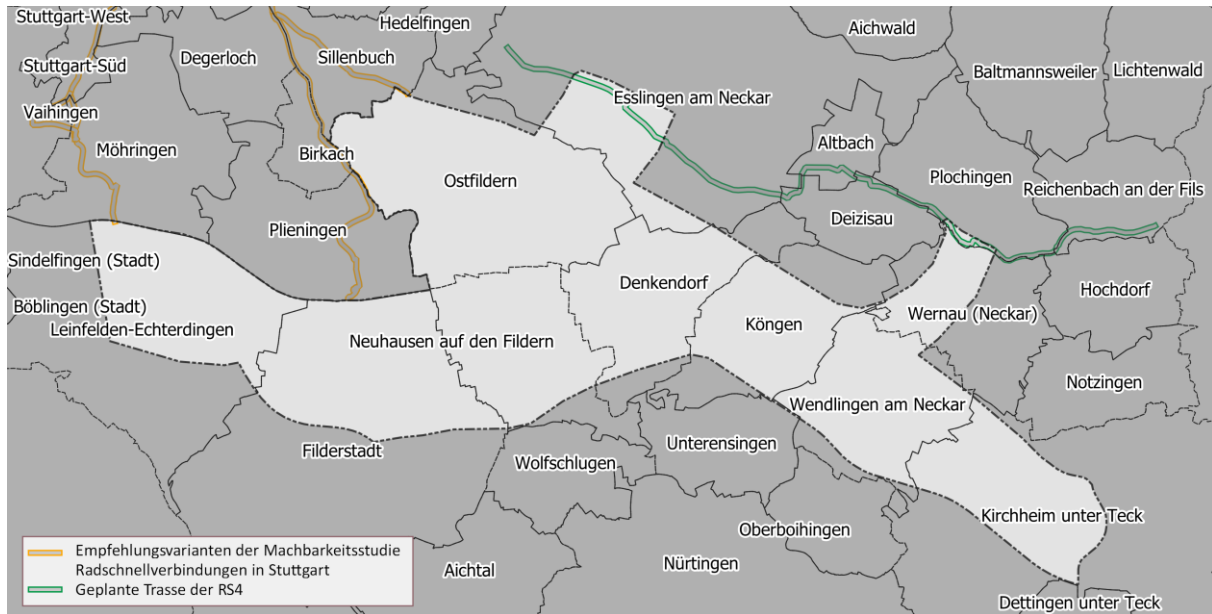 Stuttgart-West
Hedelfingen
Aichwald
Degerloch
Sillenbuch
Stuttgart-Süd
Baltmannsweiler
Lichtenwald
Esslingen am Neckar
Vaihingen
Altbach
Möhringen
Birkach
Ostfildern
Plochingen
Reichenbach an der Fils
Deizisau
Plieningen
Sindelfingen (Stadt)
Denkendorf
Hochdorf
Böblingen (Stadt)
Wernau (Neckar)
Köngen
Leinfelden-Echterdingen
Neuhausen auf den Fildern
Notzingen
Wendlingen am Neckar
Unterensingen
Filderstadt
Wolfschlugen
Kirchheim unter Teck
Oberboihingen
Nürtingen
Aichtal
Dettingen unter Teck
Empfehlungsvarianten der Machbarkeitsstudie
Radschnellverbindungen in Stuttgart
Geplante Trasse der RS4